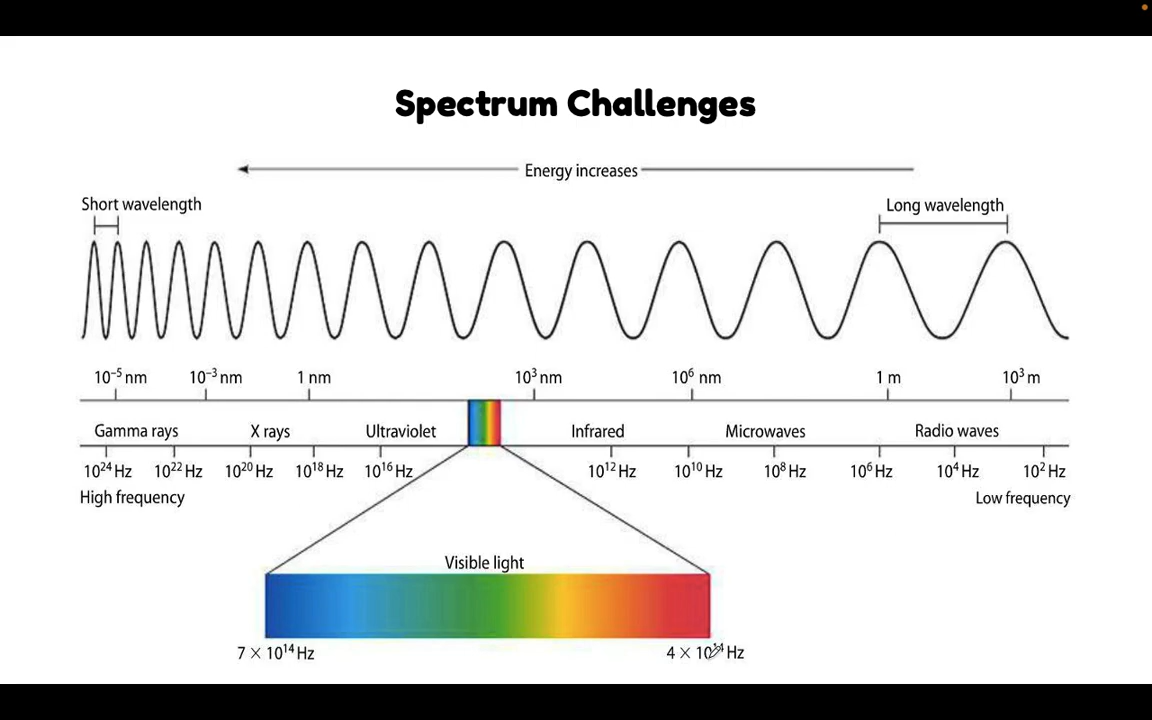 Spectrum Challenges
Energy increases
Short wavelength
Long wavelength
10⁻⁵ nm 10⁻³ nm 1 nm 10³ nm 10⁶ nm 1 m 10³ m
Gamma rays X rays Ultraviolet Infrared Microwaves Radio waves
10²⁴ Hz 10²² Hz 10²⁰ Hz 10¹⁸ Hz 10¹⁶ Hz 10¹² Hz 10¹⁰ Hz 10⁸ Hz 10⁶ Hz 10⁴ Hz 10² Hz
High frequency Low frequency
Visible light
7 × 10¹⁴ Hz 4 × 10¹⁴ Hz